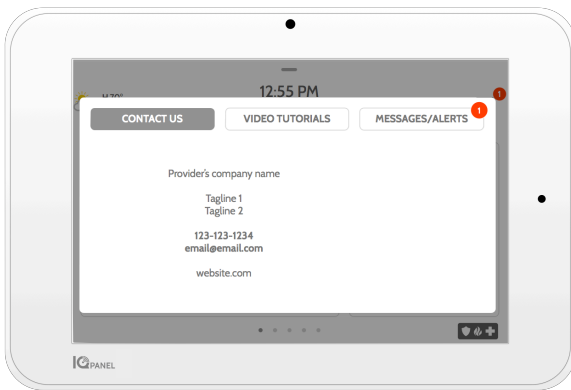 12:55 PM
1
CONTACT US
VIDEO TUTORIALS
MESSAGES/ALERTS
1
Provider's company name
Tagline 1
Tagline 2
123-123-1234
email@email.com
website.com
IQ PANEL